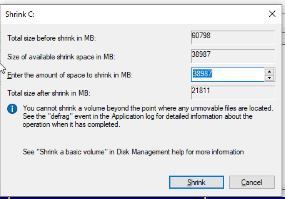 Shrink C:
Total size before shrink in MB: 60798
Size of available shrink space in MB: 38987
Enter the amount of space to shrink in MB: 38987
Total size after shrink in MB: 21811
You cannot shrink a volume beyond the point where any unmovable files are located.
See the "defrag" event in the Application log for detailed information about the
operation when it has completed.
See "Shrink a basic volume" in Disk Management help for more information
Shrink Cancel